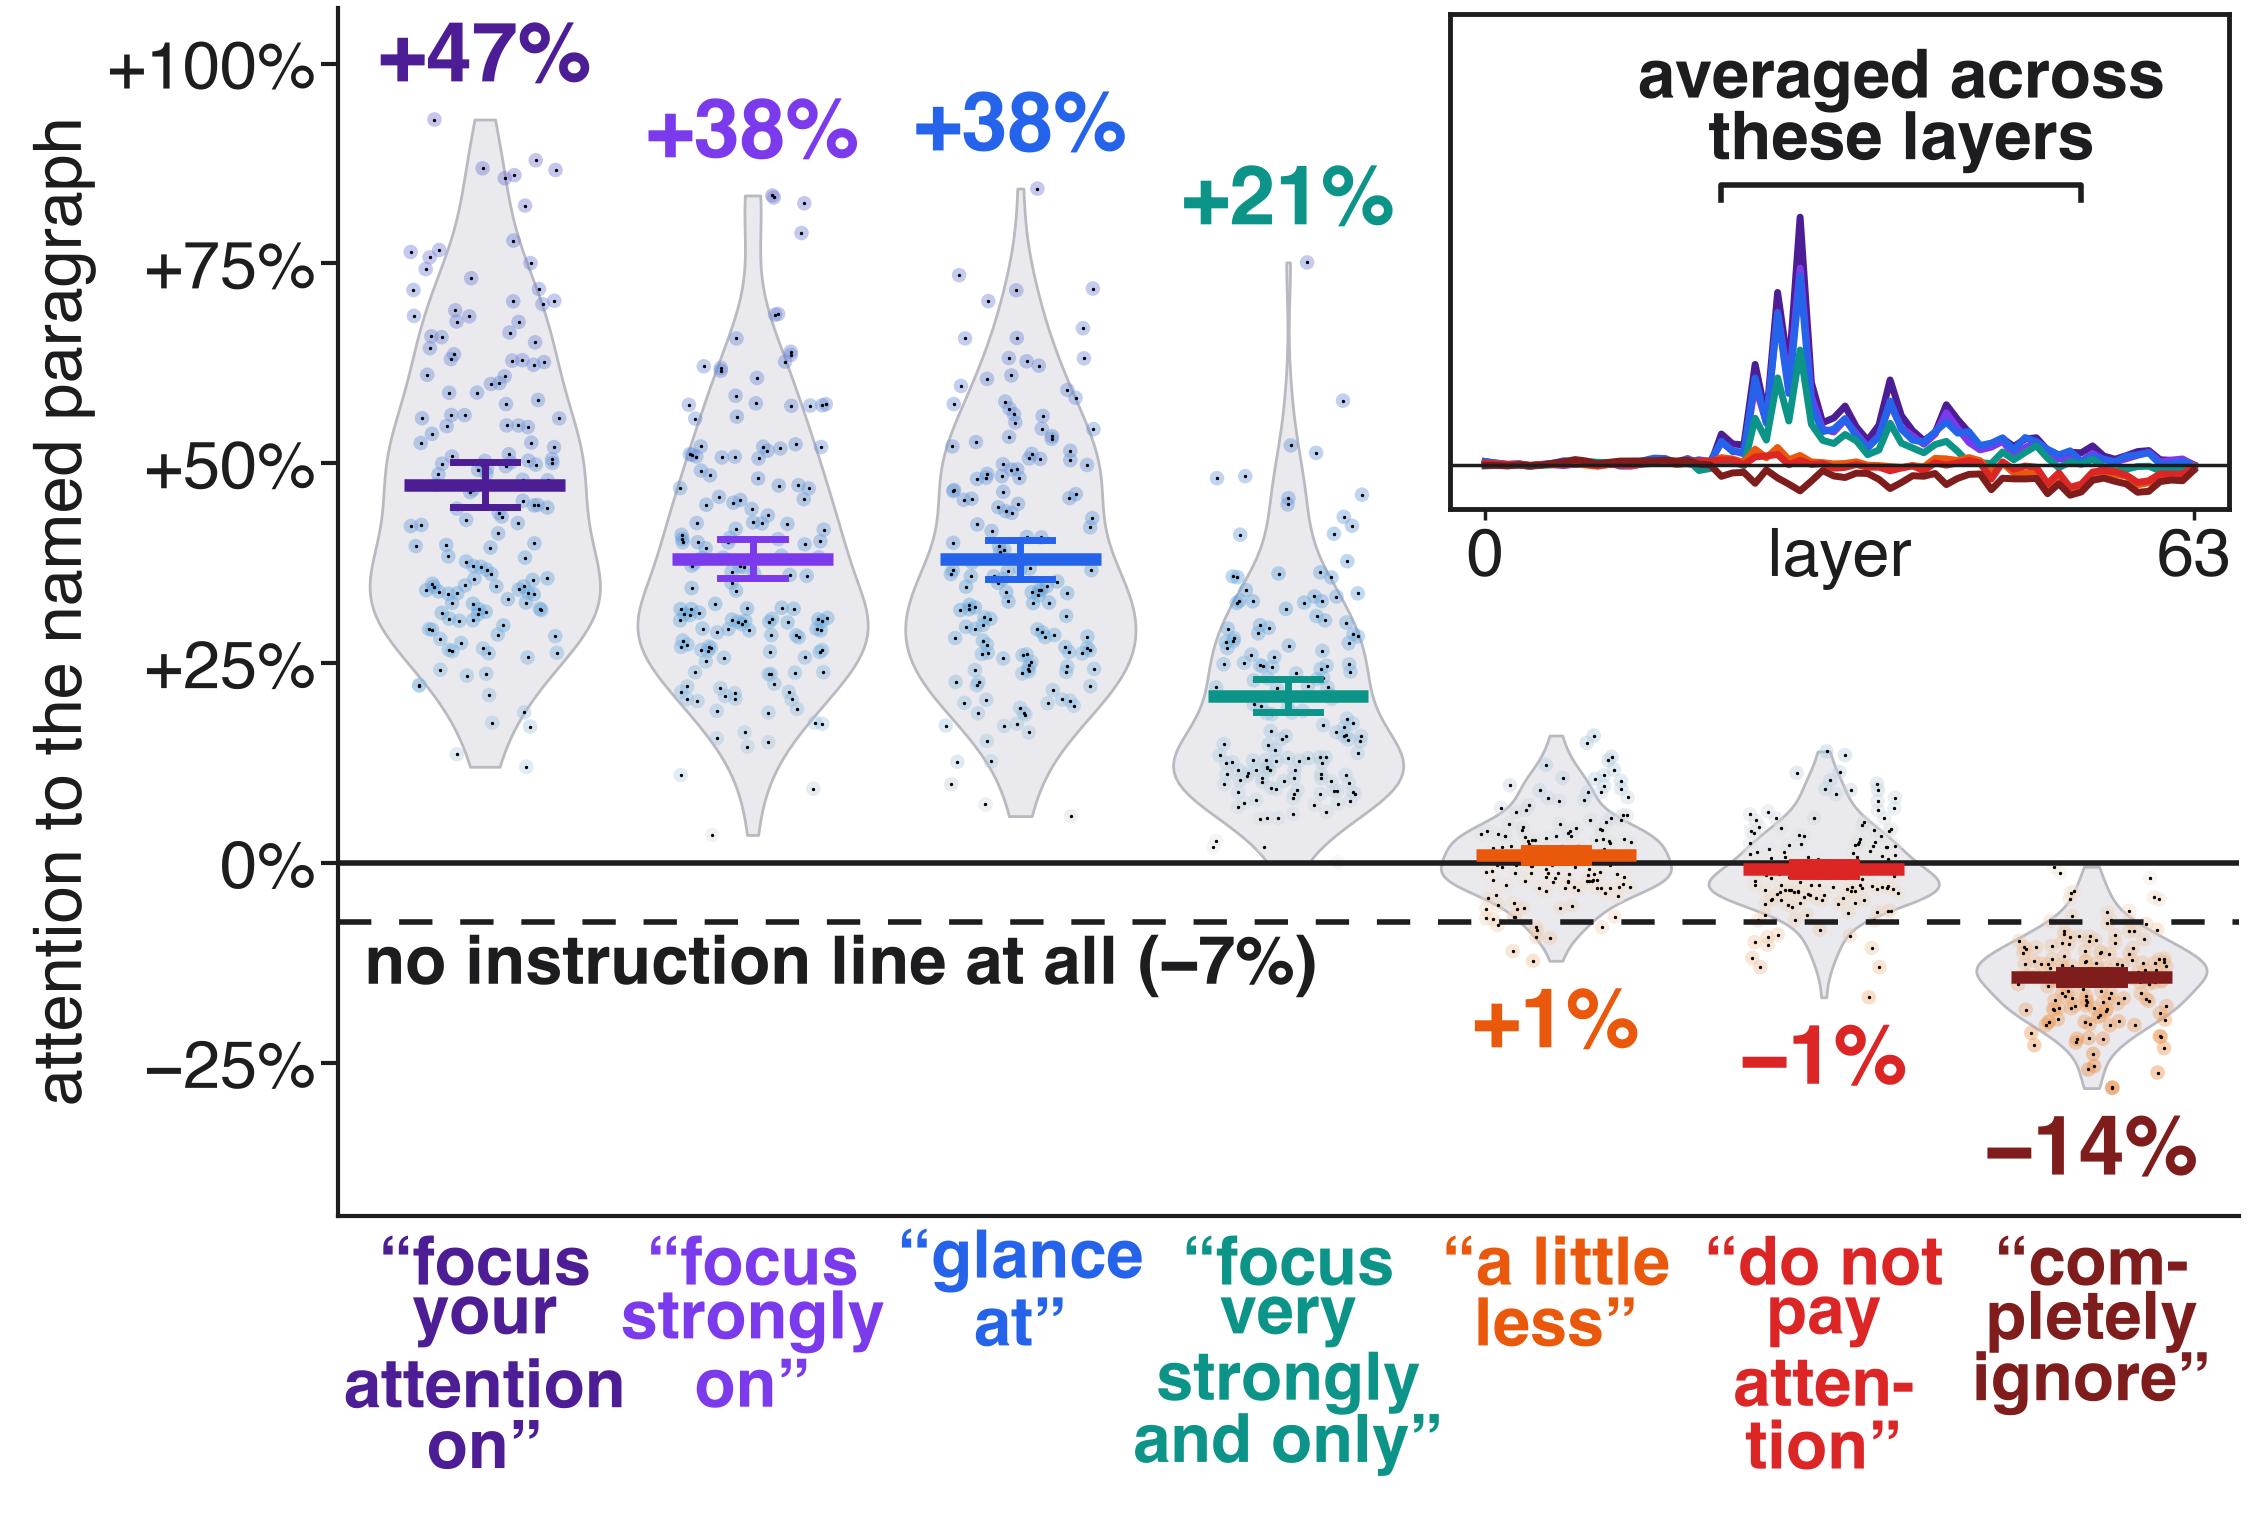 attention to the named paragraph
+100%
+75%
+50%
+25%
0%
−25%
+47%
+38%
+38%
+21%
+1%
−1%
−14%
no instruction line at all (−7%)
averaged across
these layers
0
layer
63
“focus
your
attention
on”
“focus
strongly
on”
“glance
at”
“focus
very
strongly
and only”
“a little
less”
“do not
pay
atten-
tion”
“com-
pletely
ignore”